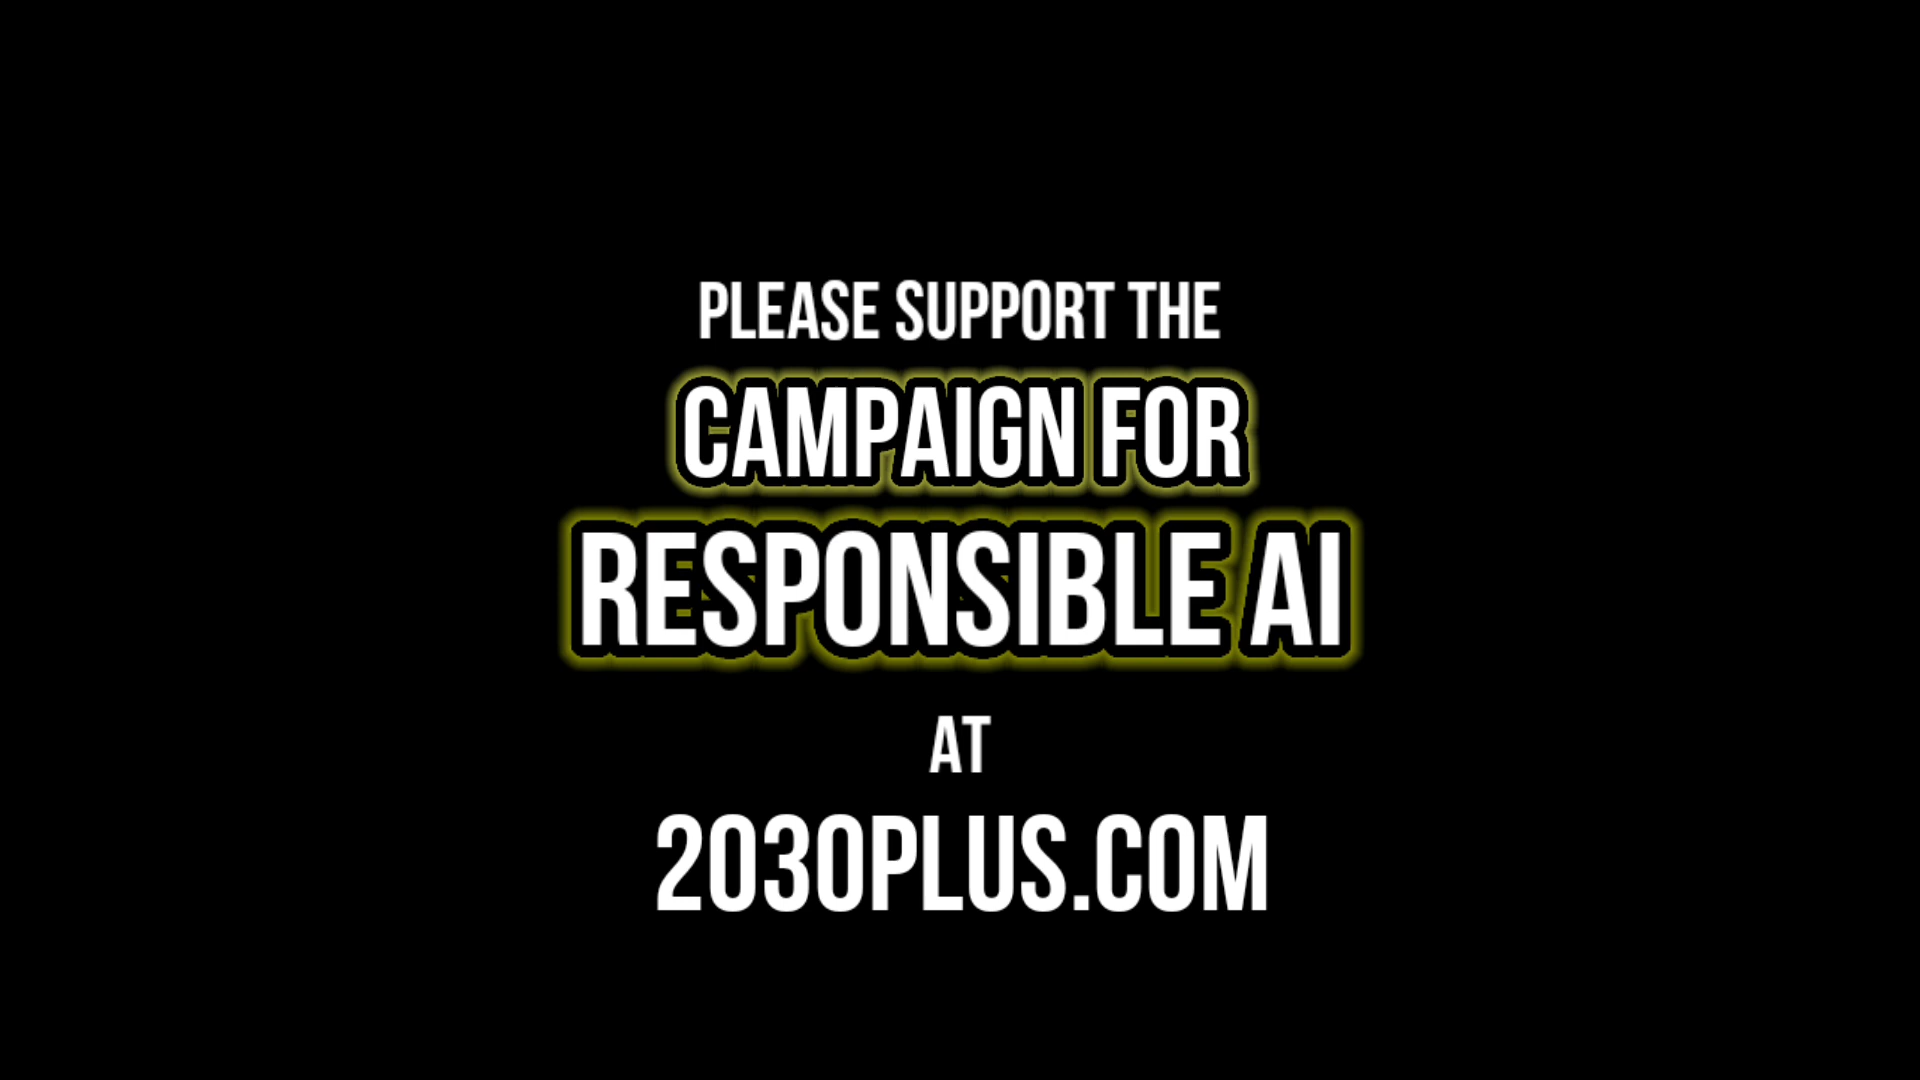 PLEASE SUPPORT THE
CAMPAIGN FOR
RESPONSIBLE AI
AT
2030PLUS.COM